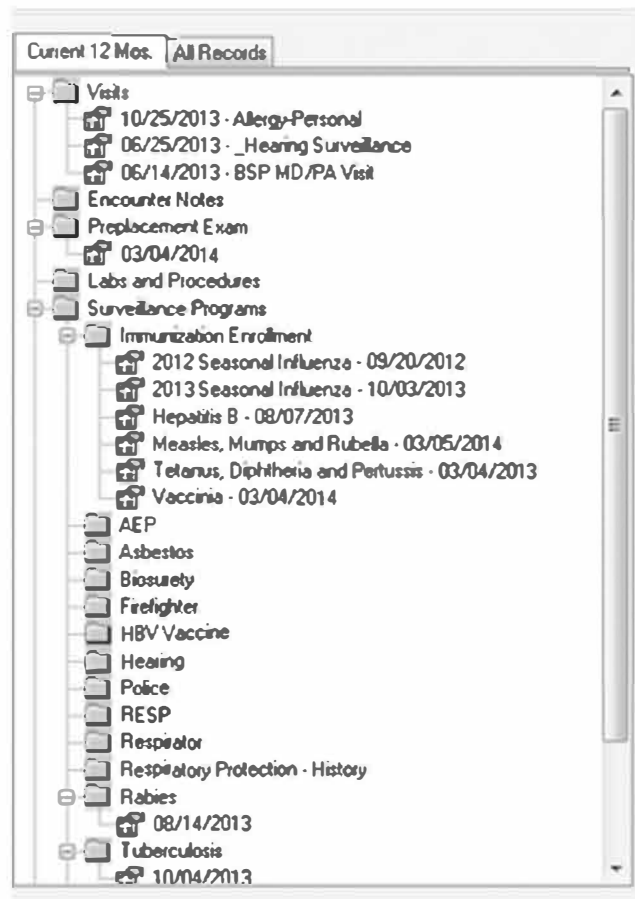 Current 12 Mos. All Records
Visits
10/25/2013 - Allergy-Personal
06/25/2013 - _Hearing Surveillance
06/14/2013 - BSP MD/PA Visit
Encounter Notes
Preplacement Exam
03/04/2014
Labs and Procedures
Surveillance Programs
Immunization Enrollment
2012 Seasonal Influenza - 09/20/2012
2013 Seasonal Influenza - 10/03/2013
Hepatitis B - 08/07/2013
Measles, Mumps and Rubella - 03/05/2014
Tetanus, Diphtheria and Pertussis - 03/04/2013
Vaccinia - 03/04/2014
AEP
Asbestos
Biosurety
Firefighter
HBV Vaccine
Hearing
Police
RESP
Respirator
Respiratory Protection - History
Rabies
08/14/2013
Tuberculosis
10/04/2013